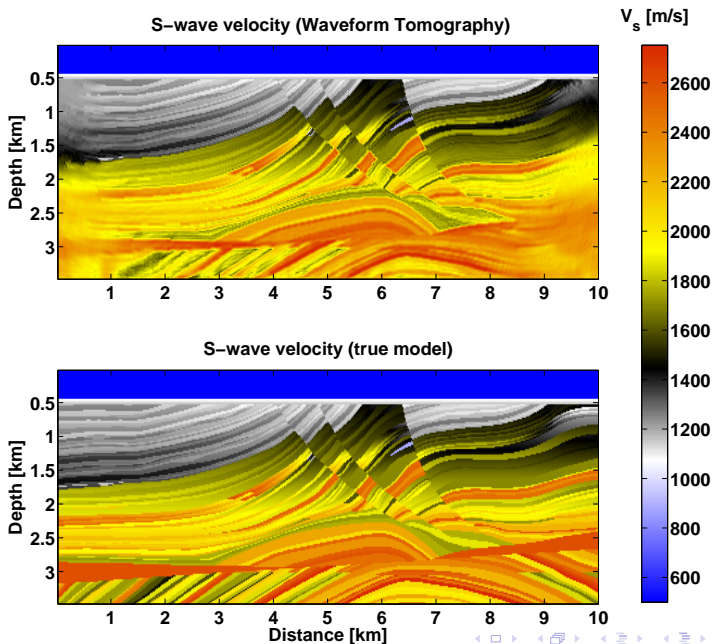 V_s [m/s]
S-wave velocity (Waveform Tomography)
Depth [km]
0.5
1
1.5
2
2.5
3
1 2 3 4 5 6 7 8 9 10
S-wave velocity (true model)
Depth [km]
0.5
1
1.5
2
2.5
3
1 2 3 4 5 6 7 8 9 10
Distance [km]
2600
2400
2200
2000
1800
1600
1400
1200
1000
800
600